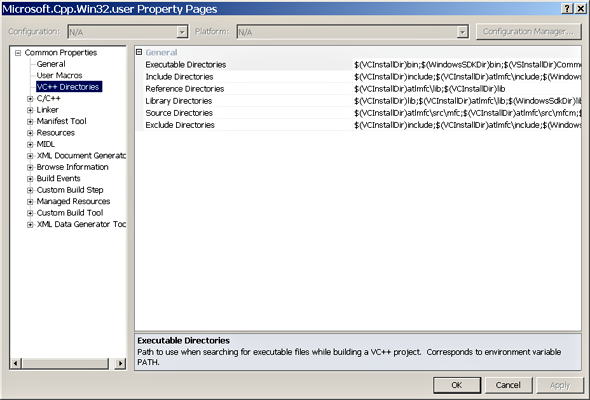 Microsoft.Cpp.Win32.user Property Pages
Configuration: N/A Platform: N/A Configuration Manager...
Common Properties
General
User Macros
VC++ Directories
C/C++
Linker
Manifest Tool
Resources
MIDL
XML Document Generato
Browse Information
Build Events
Custom Build Step
Managed Resources
Custom Build Tool
XML Data Generator Too
General
Executable Directories $(VCInstallDir)bin;$(WindowsSdkDir)bin;$(VSInstallDir)Comm
Include Directories $(VCInstallDir)include;$(VCInstallDir)atlmfc\include;$(Window
Reference Directories $(VCInstallDir)atlmfc\lib;$(VCInstallDir)lib
Library Directories $(VCInstallDir)lib;$(VCInstallDir)atlmfc\lib;$(WindowsSdkDir)lib
Source Directories $(VCInstallDir)atlmfc\src\mfc;$(VCInstallDir)atlmfc\src\mfcm;$
Exclude Directories $(VCInstallDir)include;$(VCInstallDir)atlmfc\include;$(Window
Executable Directories
Path to use when searching for executable files while building a VC++ project. Corresponds to environment variable
PATH.
OK Cancel Apply